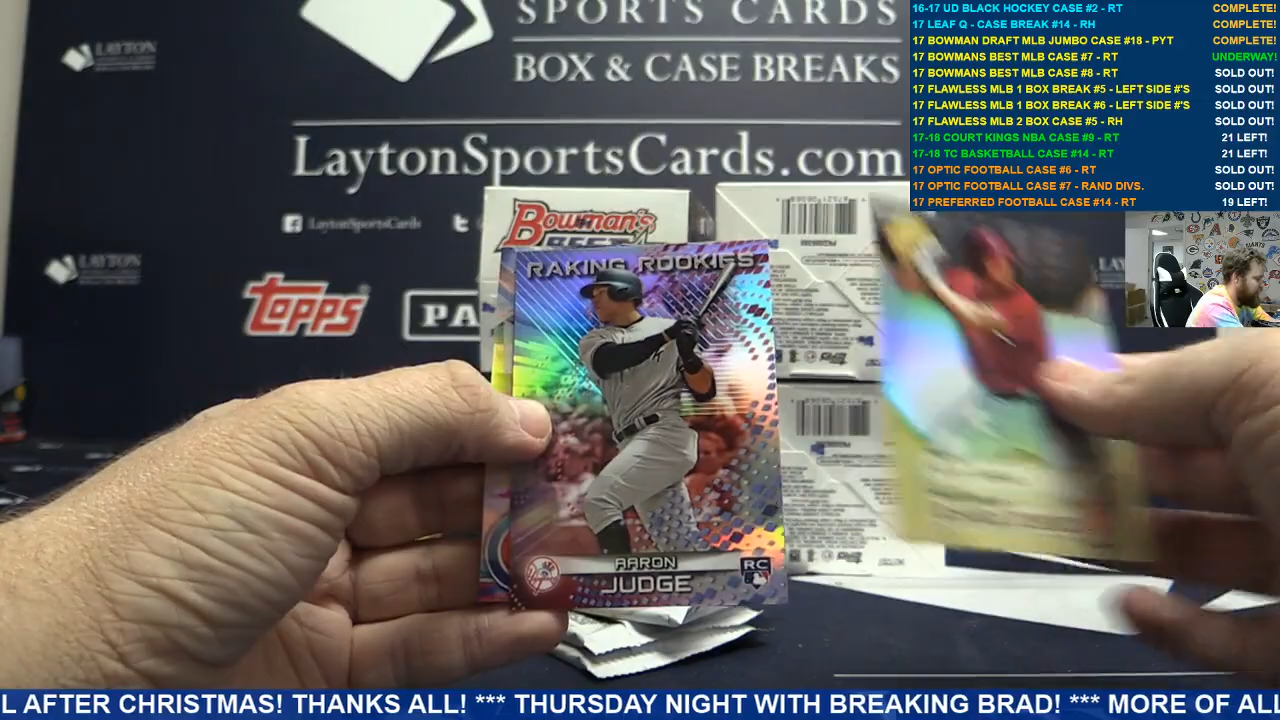 SPORTS CARDS
BOX & CASE BREAKS
LaytonSportsCards.com
LaytonSportsCards
LAYTON
LAYTON
Topps
PA
Bowman's
BEST
RAKING ROOKIES
AARON
JUDGE
RC
16-17 UD BLACK HOCKEY CASE #2 - RT COMPLETE!
17 LEAF Q - CASE BREAK #14 - RH COMPLETE!
17 BOWMAN DRAFT MLB JUMBO CASE #18 - PYT COMPLETE!
17 BOWMANS BEST MLB CASE #7 - RT UNDERWAY!
17 BOWMANS BEST MLB CASE #8 - RT SOLD OUT!
17 FLAWLESS MLB 1 BOX BREAK #5 - LEFT SIDE #'S SOLD OUT!
17 FLAWLESS MLB 1 BOX BREAK #6 - LEFT SIDE #'S SOLD OUT!
17 FLAWLESS MLB 2 BOX CASE #5 - RH SOLD OUT!
17-18 COURT KINGS NBA CASE #9 - RT 21 LEFT!
17-18 TC BASKETBALL CASE #14 - RT 21 LEFT!
17 OPTIC FOOTBALL CASE #6 - RT SOLD OUT!
17 OPTIC FOOTBALL CASE #7 - RAND DIVS. SOLD OUT!
17 PREFERRED FOOTBALL CASE #14 - RT 19 LEFT!
L AFTER CHRISTMAS! THANKS ALL! *** THURSDAY NIGHT WITH BREAKING BRAD! *** MORE OF ALL